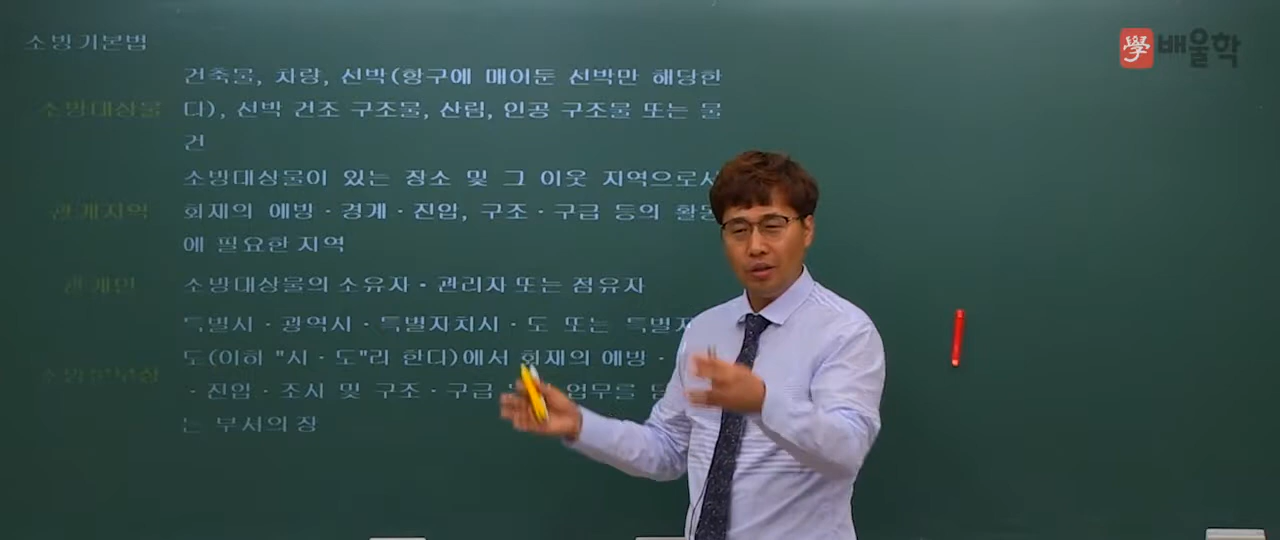 소방기본법
學 배울학
건축물, 차량, 선박(항구에 매어둔 선박만 해당한
소방대상물 다), 선박 건조 구조물, 산림, 인공 구조물 또는 물
건
소방대상물이 있는 장소 및 그 이웃 지역으로서
관계지역 화재의 예방·경계·진압, 구조·구급 등의 활동
에 필요한 지역
관계인 소방대상물의 소유자·관리자 또는 점유자
특별시·광역시·특별자치시·도 또는 특별자
도(이하 "시·도"라 한다)에서 화재의 예방·
·진압·조사 및 구조·구급 업무를
는 부서의 장